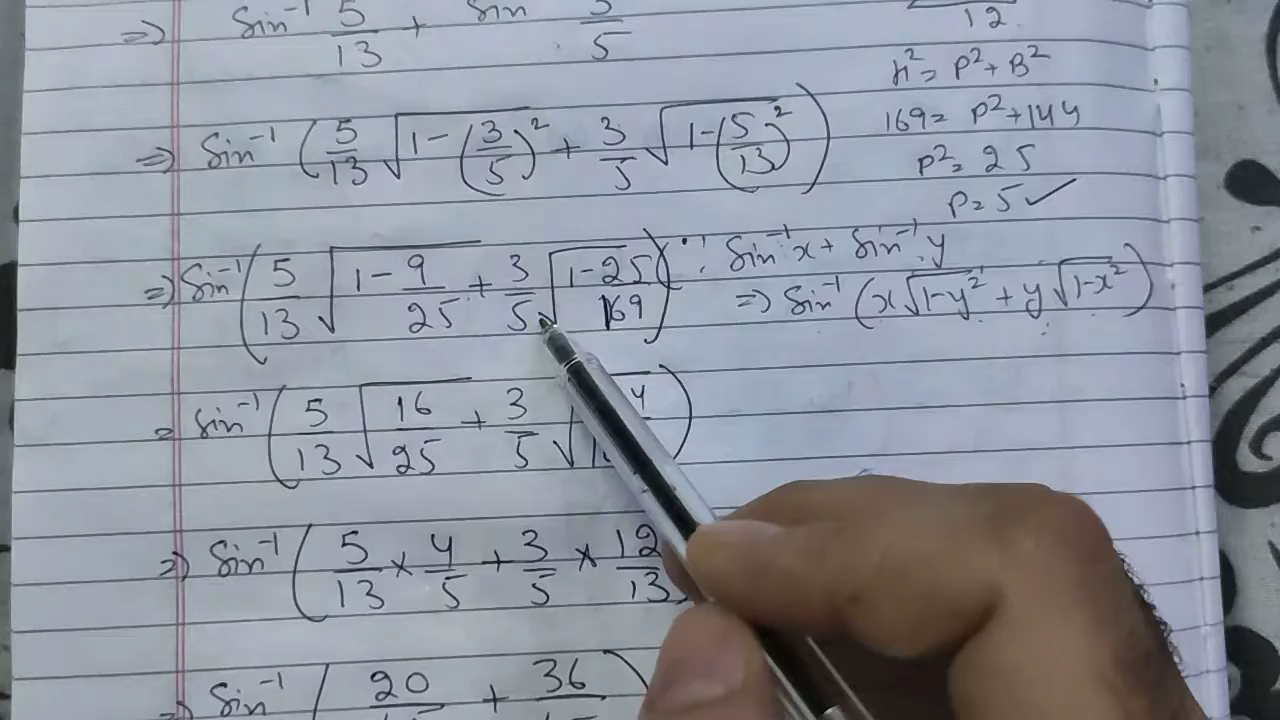 => Sin⁻¹ 5/13 + Sin 3/5
12
H² = P² + B²
169 = P² + 144
P² = 25
P = 5 ✓
=> Sin⁻¹ (5/13 √(1-(3/5)²) + 3/5 √(1-(5/13)²))
=> Sin⁻¹ (5/13 √(1-9/25) + 3/5 √(1-25/169))
∵ Sin⁻¹x + Sin⁻¹y
=> Sin⁻¹ (x√(1-y²) + y√(1-x²))
= Sin⁻¹ (5/13 √(16/25) + 3/5 √
=> Sin⁻¹ (5/13 × 4/5 + 3/5 × 12/13
=> Sin⁻¹ (20 + 36)